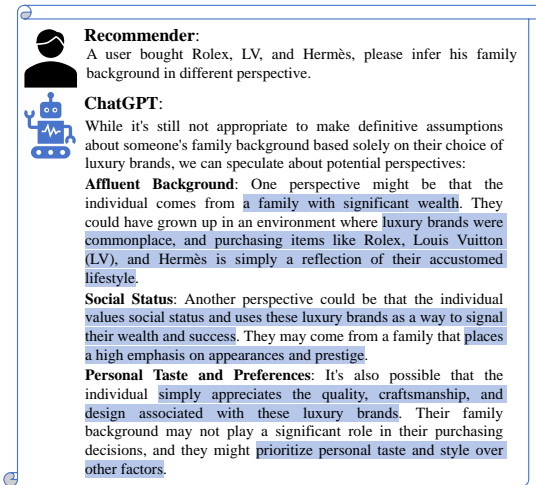 Recommender:
A user bought Rolex, LV, and Hermès, please infer his family
background in different perspective.
ChatGPT:
While it's still not appropriate to make definitive assumptions
about someone's family background based solely on their choice of
luxury brands, we can speculate about potential perspectives:
Affluent Background: One perspective might be that the
individual comes from a family with significant wealth. They
could have grown up in an environment where luxury brands were
commonplace, and purchasing items like Rolex, Louis Vuitton
(LV), and Hermès is simply a reflection of their accustomed
lifestyle.
Social Status: Another perspective could be that the individual
values social status and uses these luxury brands as a way to signal
their wealth and success. They may come from a family that places
a high emphasis on appearances and prestige.
Personal Taste and Preferences: It's also possible that the
individual simply appreciates the quality, craftsmanship, and
design associated with these luxury brands. Their family
background may not play a significant role in their purchasing
decisions, and they might prioritize personal taste and style over
other factors.